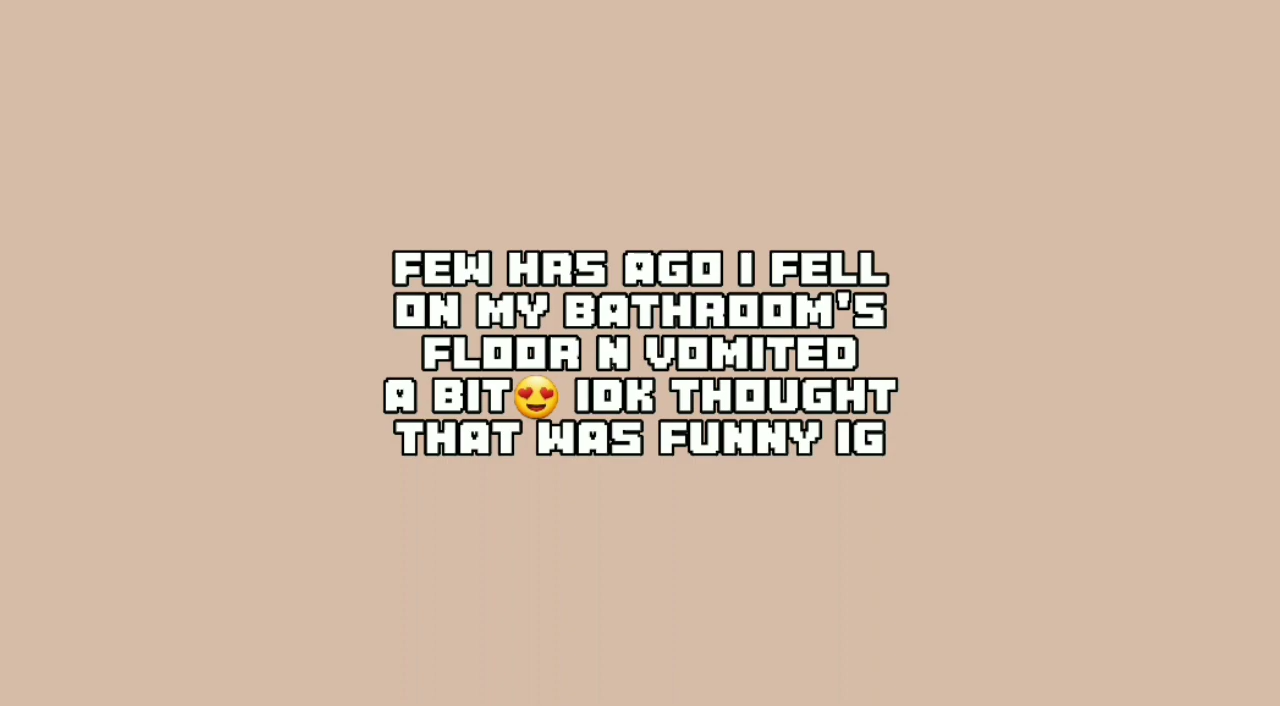 FEW HRS AGO I FELL
ON MY BATHROOM'S
FLOOR N VOMITED
A BIT😍 IDK THOUGHT
THAT WAS FUNNY IG